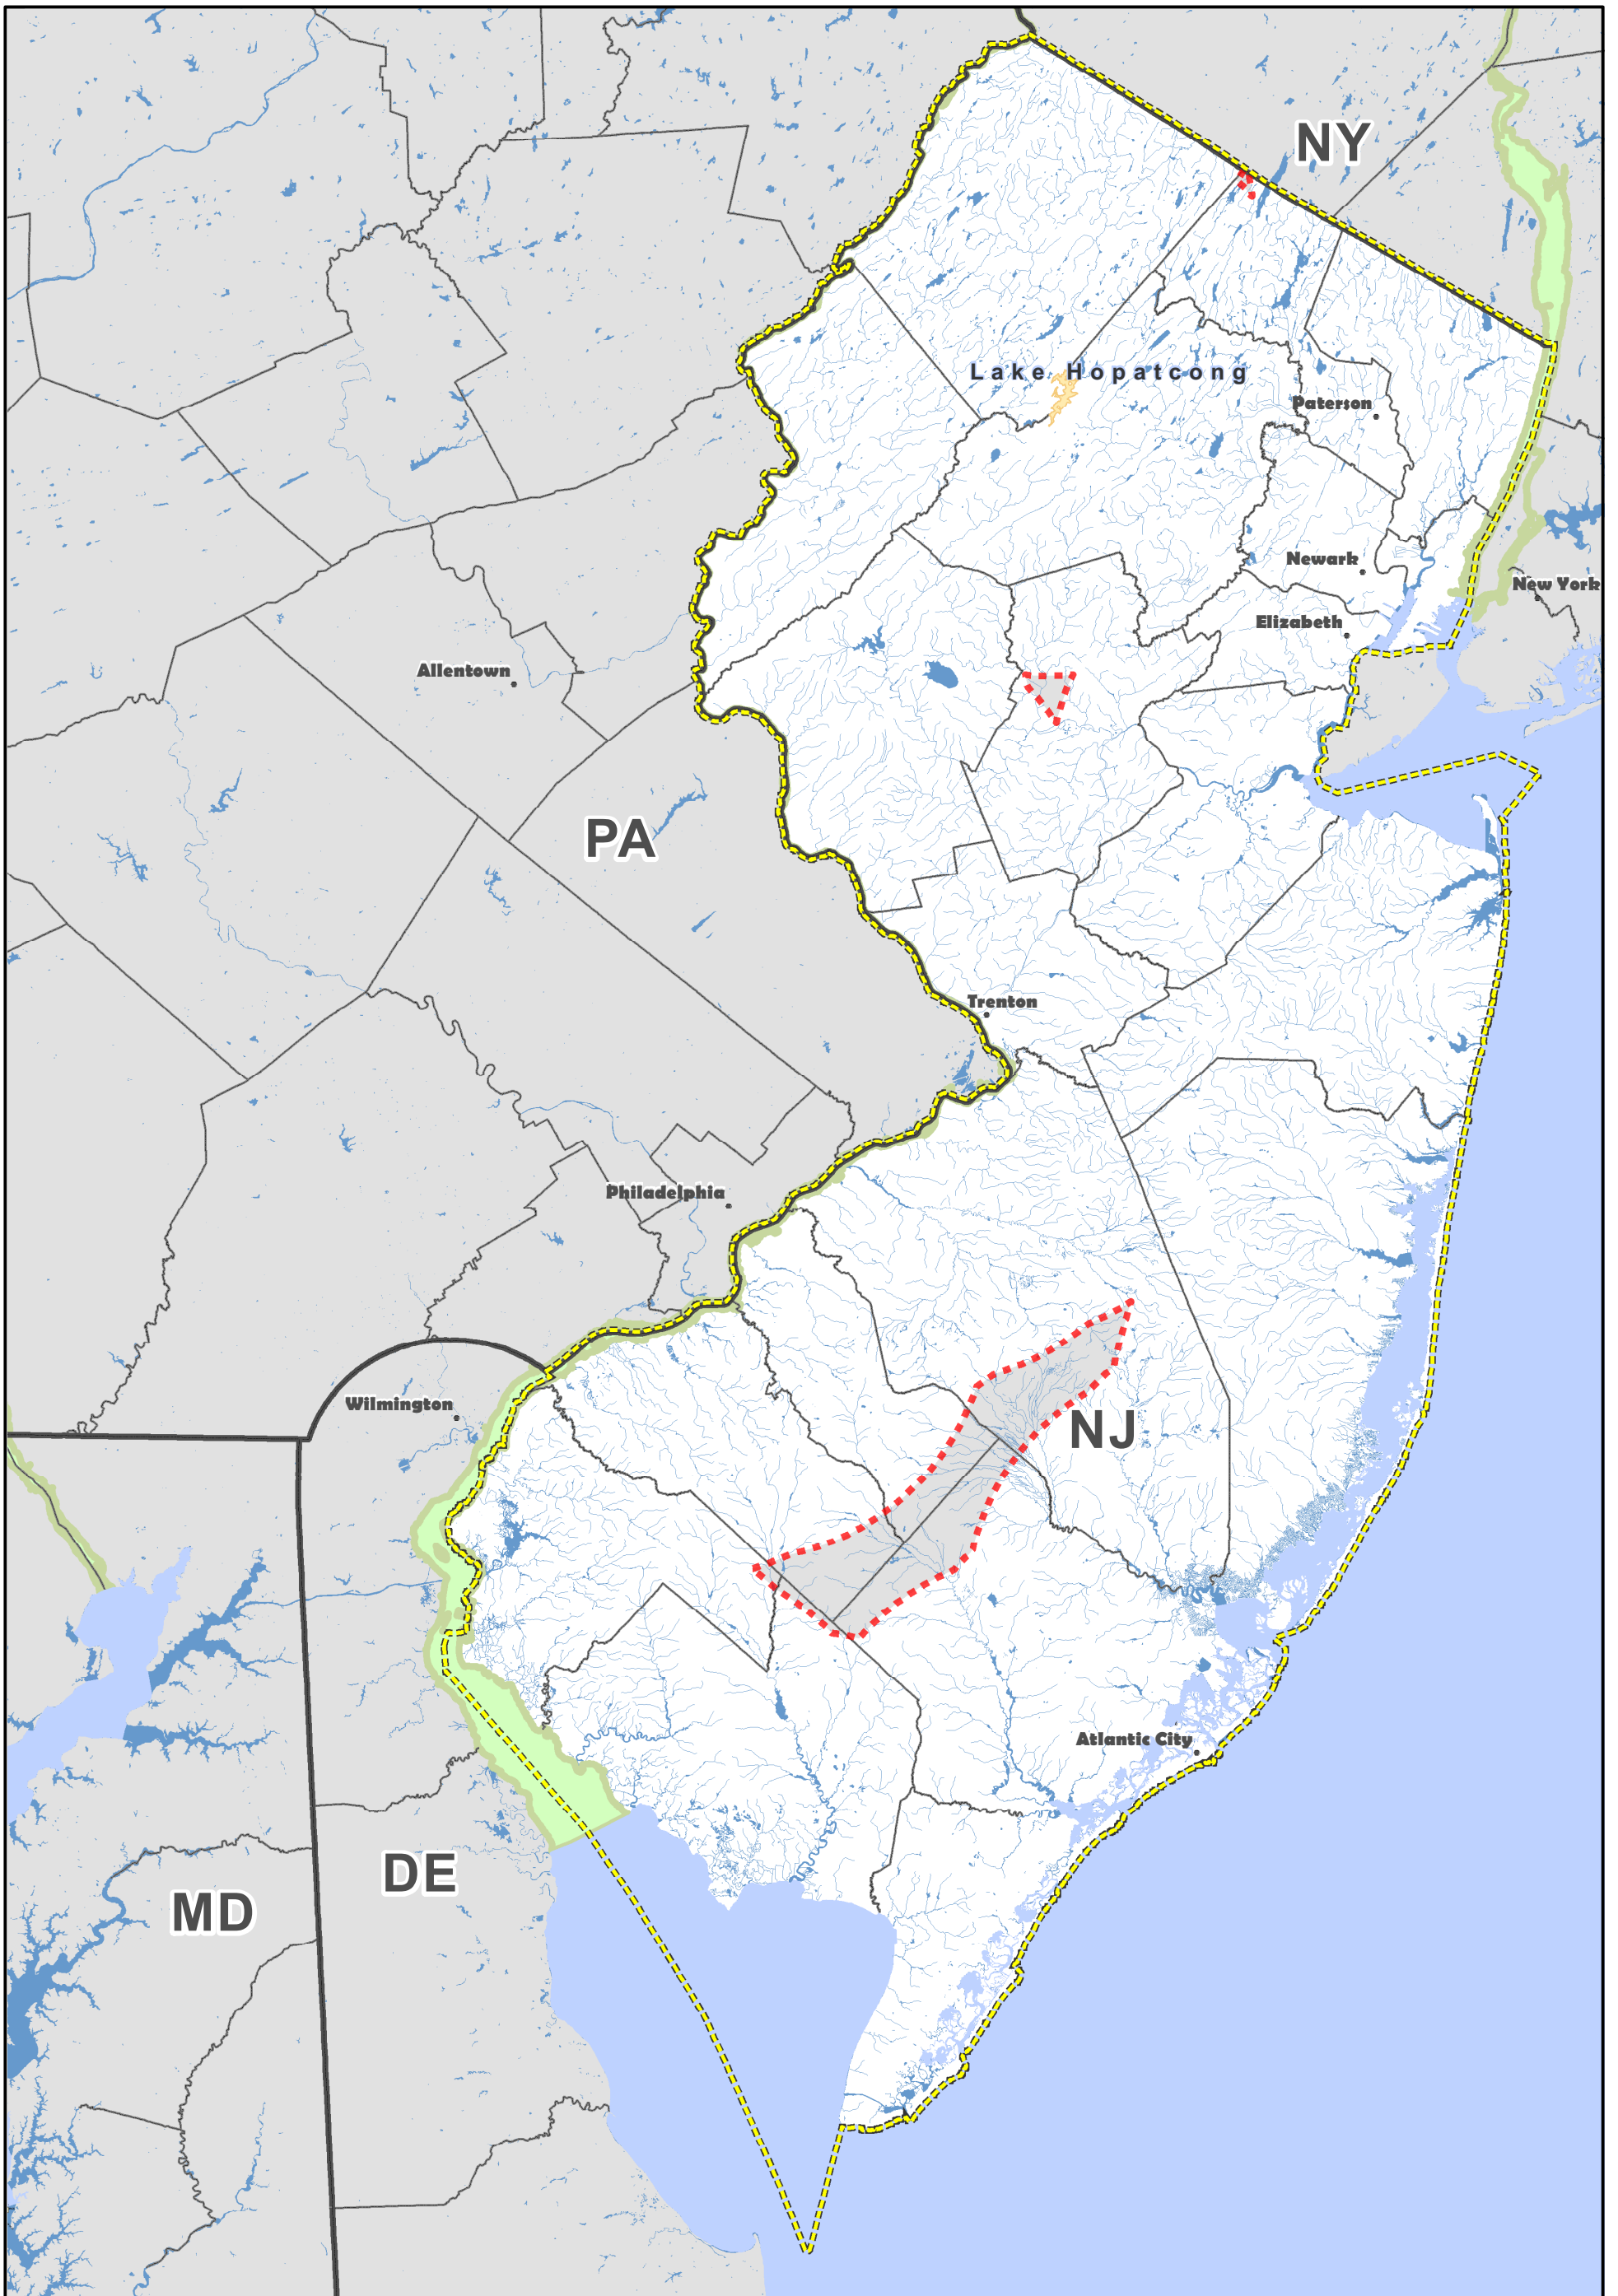 NY
Lake Hopatcong
Paterson
Newark
New York
Elizabeth
Allentown
PA
Trenton
Philadelphia
Wilmington
NJ
Atlantic City
DE
MD